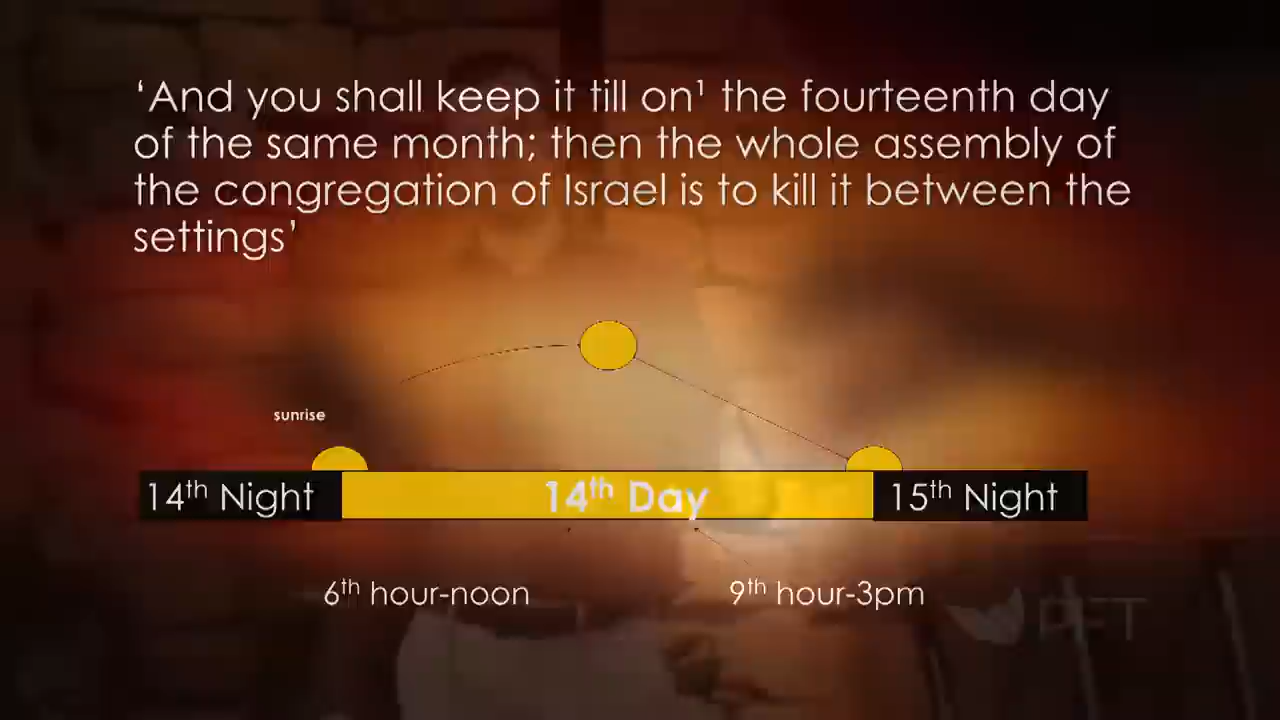 ‘And you shall keep it till on¹ the fourteenth day
of the same month; then the whole assembly of
the congregation of Israel is to kill it between the
settings’
sunrise
14th Night
14th Day
15th Night
6th hour-noon
9th hour-3pm
PFT